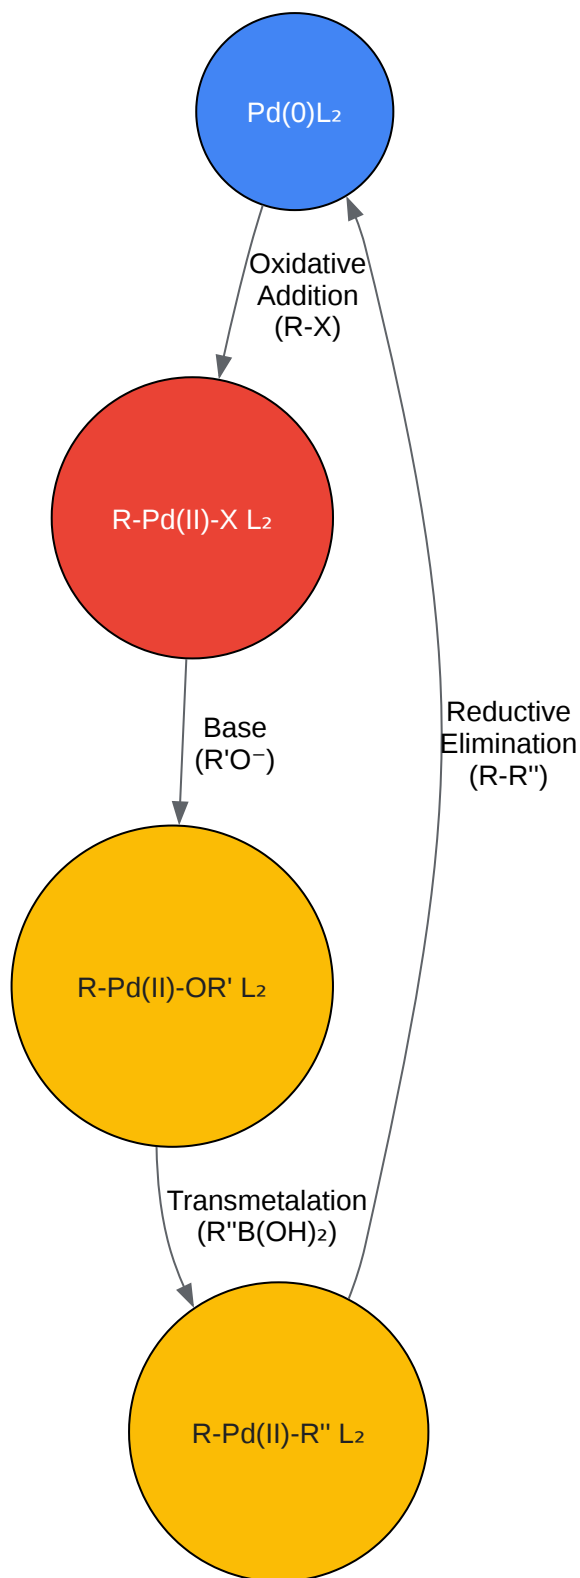 Pd(0)L₂
Oxidative
Addition
(R-X)
R-Pd(II)-X L₂
Base
(R'O⁻)
Reductive
Elimination
(R-R'')
R-Pd(II)-OR' L₂
Transmetalation
(R''B(OH)₂)
R-Pd(II)-R'' L₂